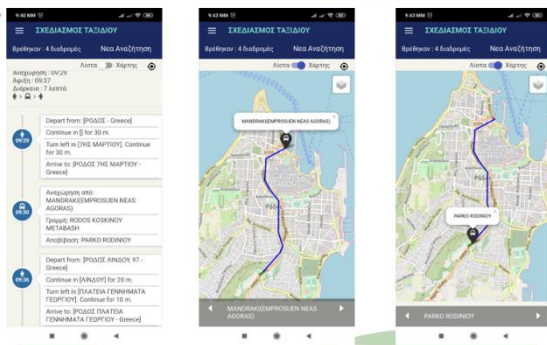 9:40 MM
ΣΧΕΔΙΑΣΜΟΣ ΤΑΞΙΔΙΟΥ
Βρέθηκαν : 4 διαδρομές Νεα Αναζήτηση
Λίστα Χάρτης
Αναχώρηση : 09:29
Άφιξη : 09:37
Διάρκεια : 7 λεπτά
09:29
Depart from: [ΡΟΔΟΣ - Greece]
Continue in [] for 30 m.
Turn left in [7ΗΣ ΜΑΡΤΙΟΥ]. Continue
for 30 m.
Arrive to: [ΡΟΔΟΣ 7ΗΣ ΜΑΡΤΙΟΥ -
Greece]
09:30
Αναχώρηση από:
MANDRAKI(EMPROSUEN NEAS
AGORAS)
Γραμμή: RODOS KOSKINOY
METABASH
Αποβίβαση: PARKO RODINIOY
09:36
Depart from: [ΡΟΔΟΣ ΛΙΝΔΟΥ, 97 -
Greece]
Continue in [ΛΙΝΔΟΥ] for 20 m.
Turn left in [ΠΛΑΤΕΙΑ ΓΕΝΝΗΜΑΤΑ
ΓΕΩΡΓΙΟΥ]. Continue for 10 m.
Arrive to: [ΡΟΔΟΣ ΠΛΑΤΕΙΑ
ΓΕΝΝΗΜΑΤΑ ΓΕΩΡΓΙΟΥ - Greece]
9:43 MM
ΣΧΕΔΙΑΣΜΟΣ ΤΑΞΙΔΙΟΥ
Βρέθηκαν : 4 διαδρομές Νεα Αναζήτηση
Λίστα Χάρτης
MANDRAKI(EMPROSUEN NEAS AGORAS)
MANDRAKI(EMPROSUEN NEAS
AGORAS)
9:43 MM
ΣΧΕΔΙΑΣΜΟΣ ΤΑΞΙΔΙΟΥ
Βρέθηκαν : 4 διαδρομές Νεα Αναζήτηση
Λίστα Χάρτης
PARKO RODINIOY
PARKO RODINIOY